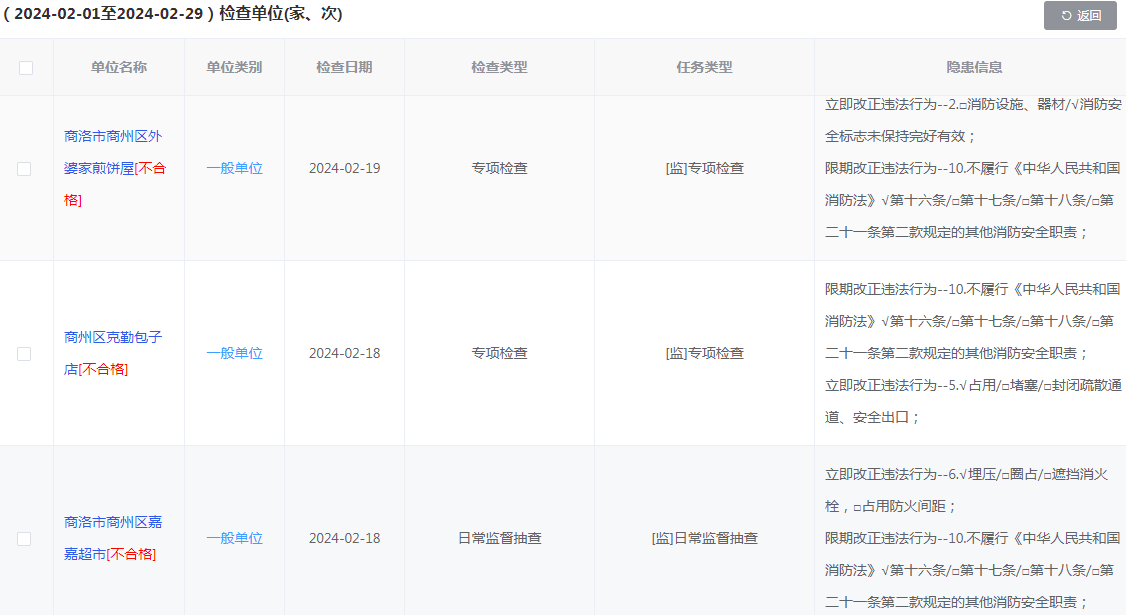 （2024-02-01至2024-02-29）检查单位(家、次)
返回
单位名称 单位类别 检查日期 检查类型 任务类型 隐患信息
商洛市商州区外
婆家煎饼屋[不合
格]
一般单位
2024-02-19
专项检查
[监]专项检查
立即改正违法行为--2.□消防设施、器材/√消防安
全标志未保持完好有效；
限期改正违法行为--10.不履行《中华人民共和国
消防法》√第十六条/□第十七条/□第十八条/□第
二十一条第二款规定的其他消防安全职责；
商州区克勤包子
店[不合格]
一般单位
2024-02-18
专项检查
[监]专项检查
限期改正违法行为--10.不履行《中华人民共和国
消防法》√第十六条/□第十七条/□第十八条/□第
二十一条第二款规定的其他消防安全职责；
立即改正违法行为--5.√占用/□堵塞/□封闭疏散通
道、安全出口；
商洛市商州区嘉
嘉超市[不合格]
一般单位
2024-02-18
日常监督抽查
[监]日常监督抽查
立即改正违法行为--6.√埋压/□圈占/□遮挡消火
栓，□占用防火间距；
限期改正违法行为--10.不履行《中华人民共和国
消防法》√第十六条/□第十七条/□第十八条/□第
二十一条第二款规定的其他消防安全职责；